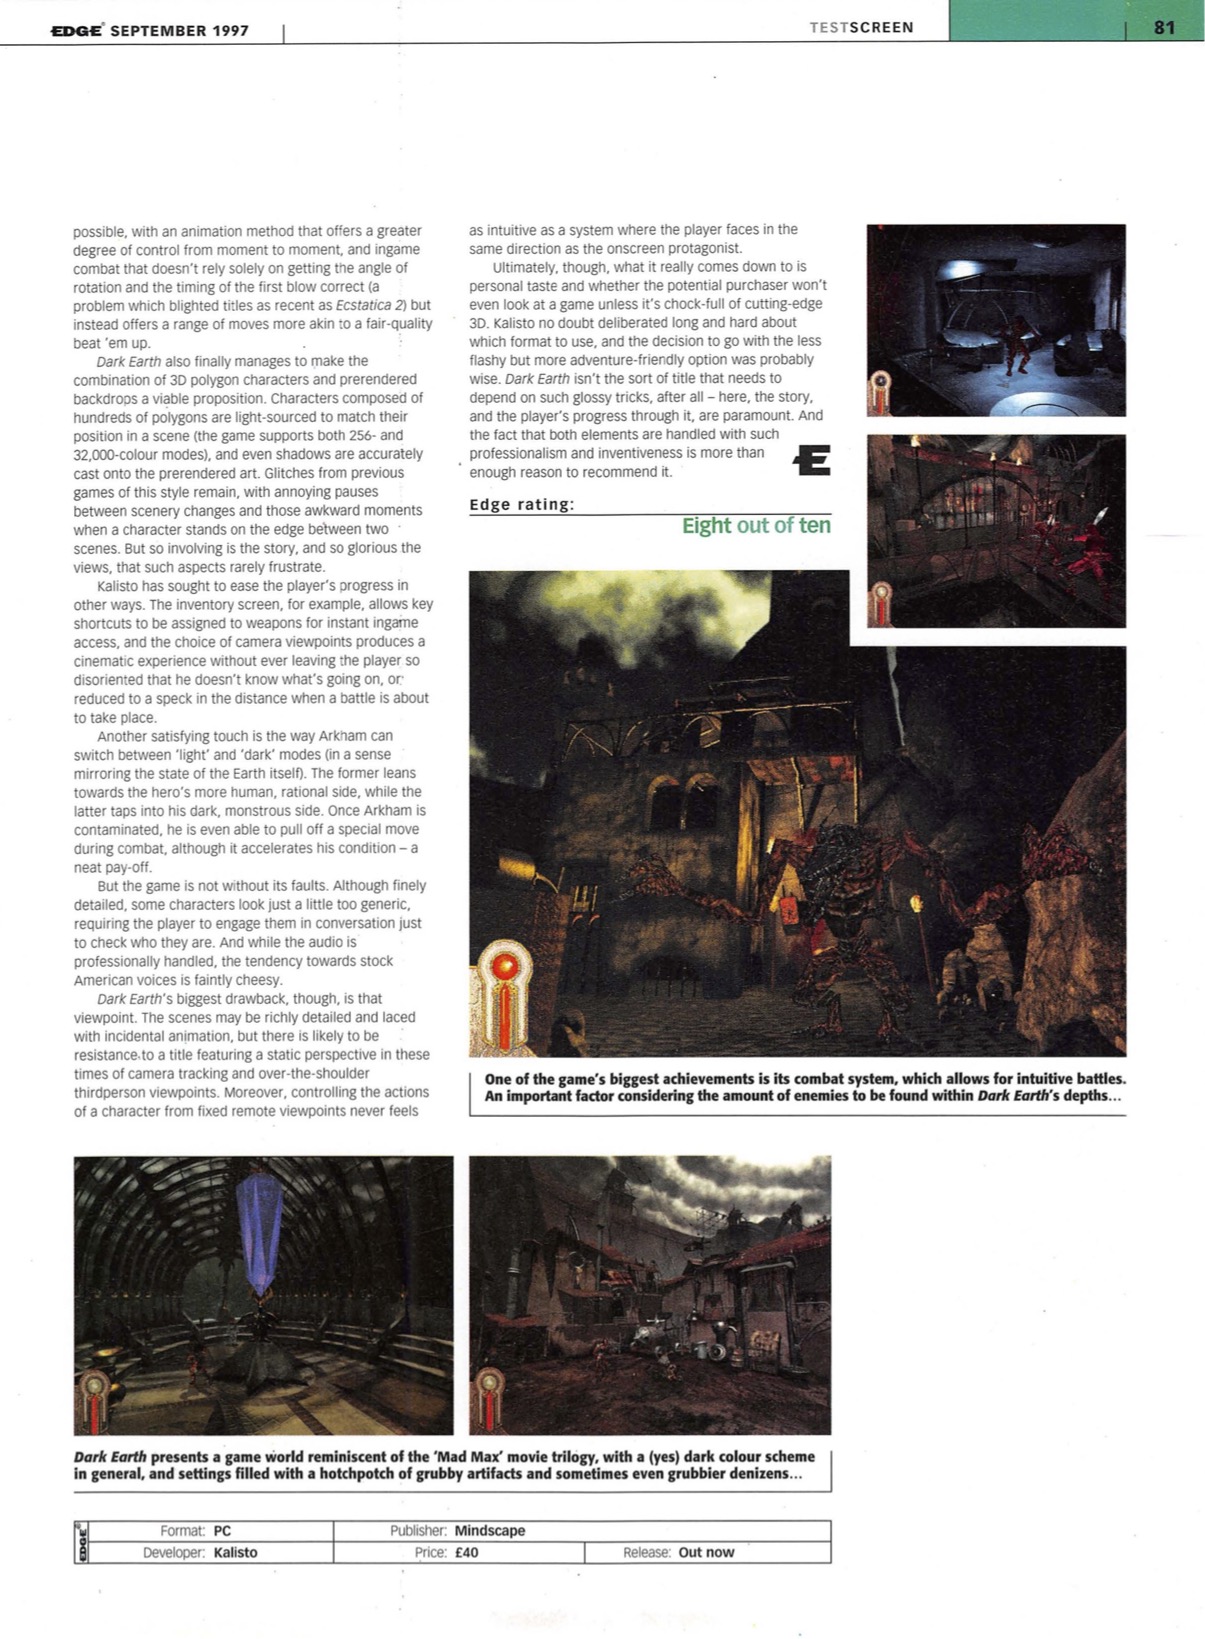 EDGE SEPTEMBER 1997
TESTSCREEN
81
possible, with an animation method that offers a greater
degree of control from moment to moment, and ingame
combat that doesn't rely solely on getting the angle of
rotation and the timing of the first blow correct (a
problem which blighted titles as recent as Ecstatica 2) but
instead offers a range of moves more akin to a fair-quality
beat 'em up.
Dark Earth also finally manages to make the
combination of 3D polygon characters and prerendered
backdrops a viable proposition. Characters composed of
hundreds of polygons are light-sourced to match their
position in a scene (the game supports both 256- and
32,000-colour modes), and even shadows are accurately
cast onto the prerendered art. Glitches from previous
games of this style remain, with annoying pauses
between scenery changes and those awkward moments
when a character stands on the edge between two
scenes. But so involving is the story, and so glorious the
views, that such aspects rarely frustrate.
Kalisto has sought to ease the player's progress in
other ways. The inventory screen, for example, allows key
shortcuts to be assigned to weapons for instant ingame
access, and the choice of camera viewpoints produces a
cinematic experience without ever leaving the player so
disoriented that he doesn't know what's going on, or
reduced to a speck in the distance when a battle is about
to take place.
Another satisfying touch is the way Arkham can
switch between 'light' and 'dark' modes (in a sense
mirroring the state of the Earth itself). The former leans
towards the hero's more human, rational side, while the
latter taps into his dark, monstrous side. Once Arkham is
contaminated, he is even able to pull off a special move
during combat, although it accelerates his condition – a
neat pay-off.
But the game is not without its faults. Although finely
detailed, some characters look just a little too generic,
requiring the player to engage them in conversation just
to check who they are. And while the audio is
professionally handled, the tendency towards stock
American voices is faintly cheesy.
Dark Earth's biggest drawback, though, is that
viewpoint. The scenes may be richly detailed and laced
with incidental animation, but there is likely to be
resistance to a title featuring a static perspective in these
times of camera tracking and over-the-shoulder
thirdperson viewpoints. Moreover, controlling the actions
of a character from fixed remote viewpoints never feels
as intuitive as a system where the player faces in the
same direction as the onscreen protagonist.
Ultimately, though, what it really comes down to is
personal taste and whether the potential purchaser won't
even look at a game unless it's chock-full of cutting-edge
3D. Kalisto no doubt deliberated long and hard about
which format to use, and the decision to go with the less
flashy but more adventure-friendly option was probably
wise. Dark Earth isn't the sort of title that needs to
depend on such glossy tricks, after all – here, the story,
and the player's progress through it, are paramount. And
the fact that both elements are handled with such
professionalism and inventiveness is more than
enough reason to recommend it.
E
Edge rating:
Eight out of ten
One of the game's biggest achievements is its combat system, which allows for intuitive battles.
An important factor considering the amount of enemies to be found within Dark Earth's depths...
Dark Earth presents a game world reminiscent of the 'Mad Max' movie trilogy, with a (yes) dark colour scheme
in general, and settings filled with a hotchpotch of grubby artifacts and sometimes even grubbier denizens...
EDGE
Format: PC
Publisher: Mindscape
Developer: Kalisto
Price: £40
Release: Out now